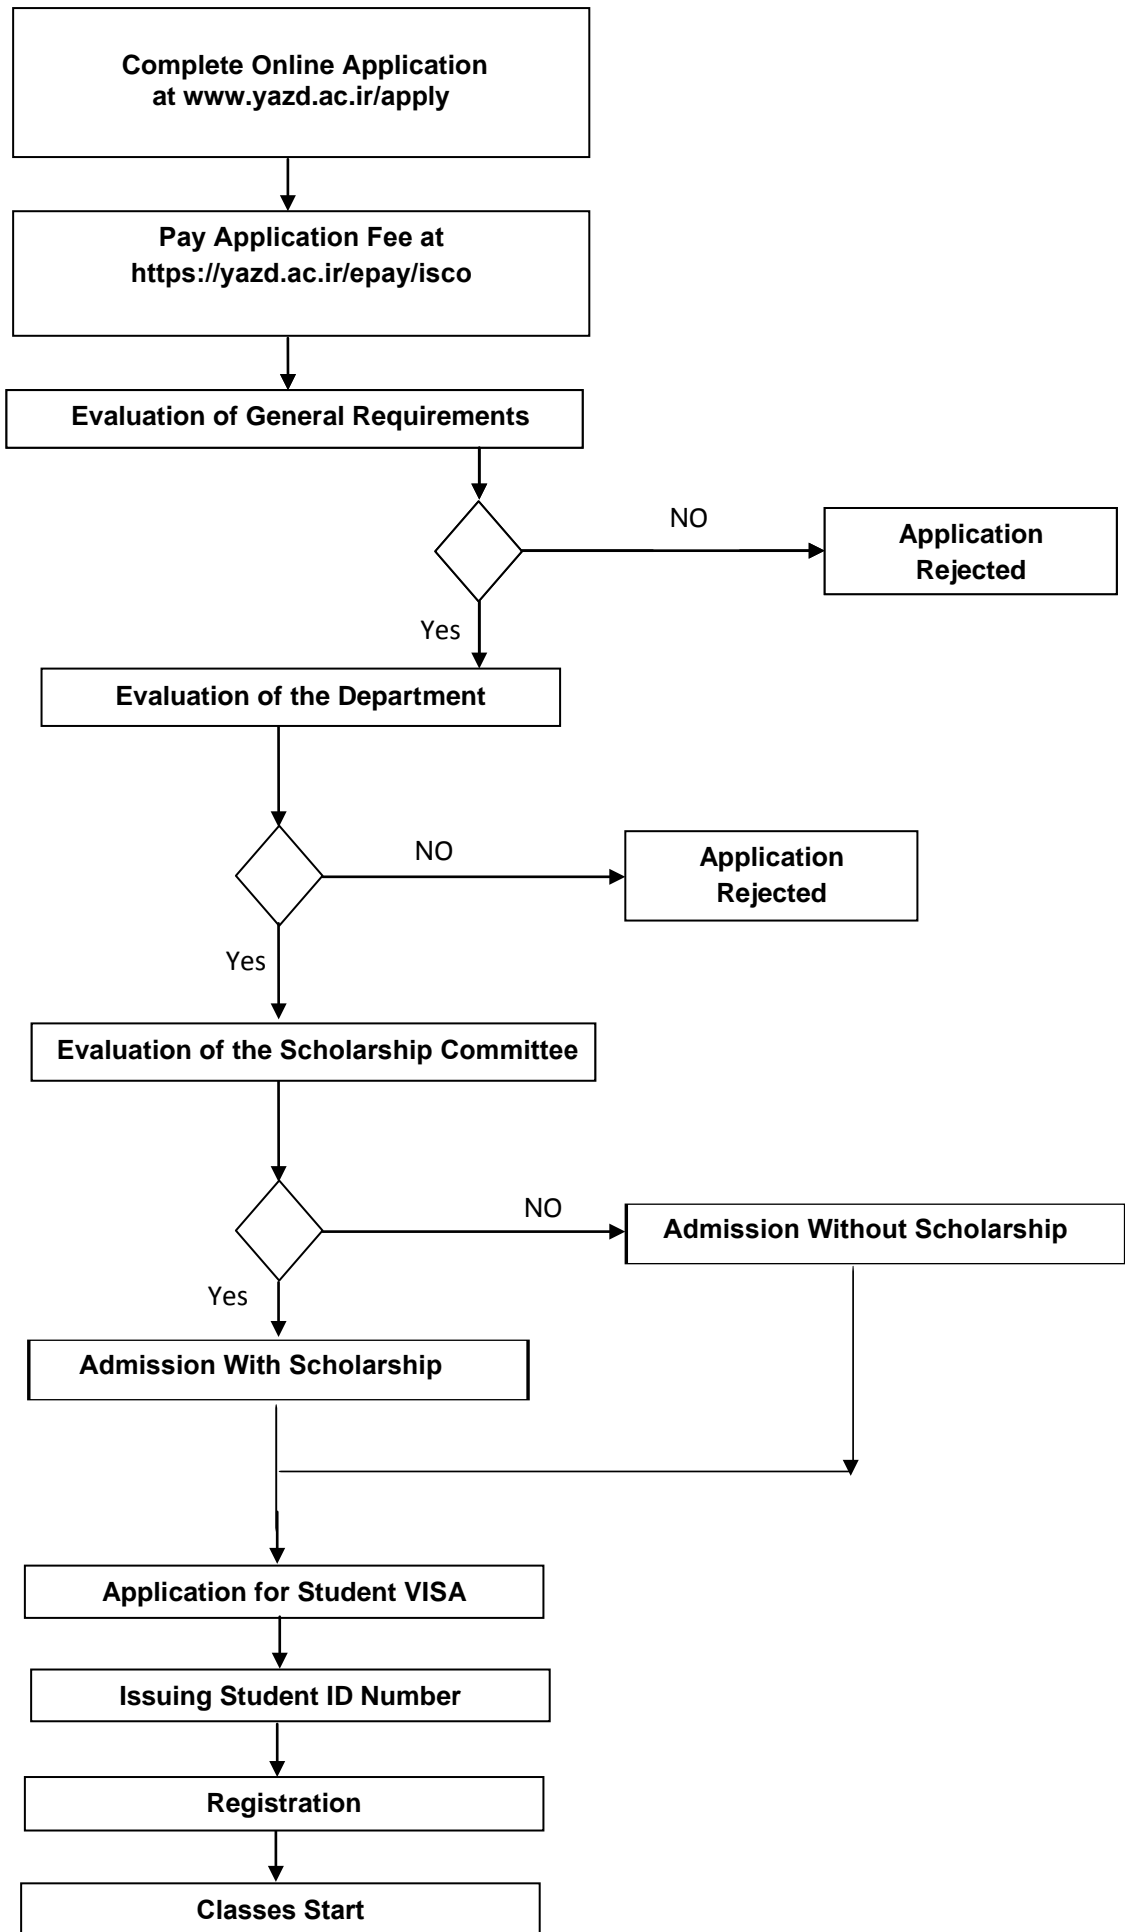 Complete Online Application
at www.yazd.ac.ir/apply
Pay Application Fee at
https://yazd.ac.ir/epay/isco
Evaluation of General Requirements
NO
Application
Rejected
Yes
Evaluation of the Department
NO
Application
Rejected
Yes
Evaluation of the Scholarship Committee
NO
Admission Without Scholarship
Yes
Admission With Scholarship
Application for Student VISA
Issuing Student ID Number
Registration
Classes Start